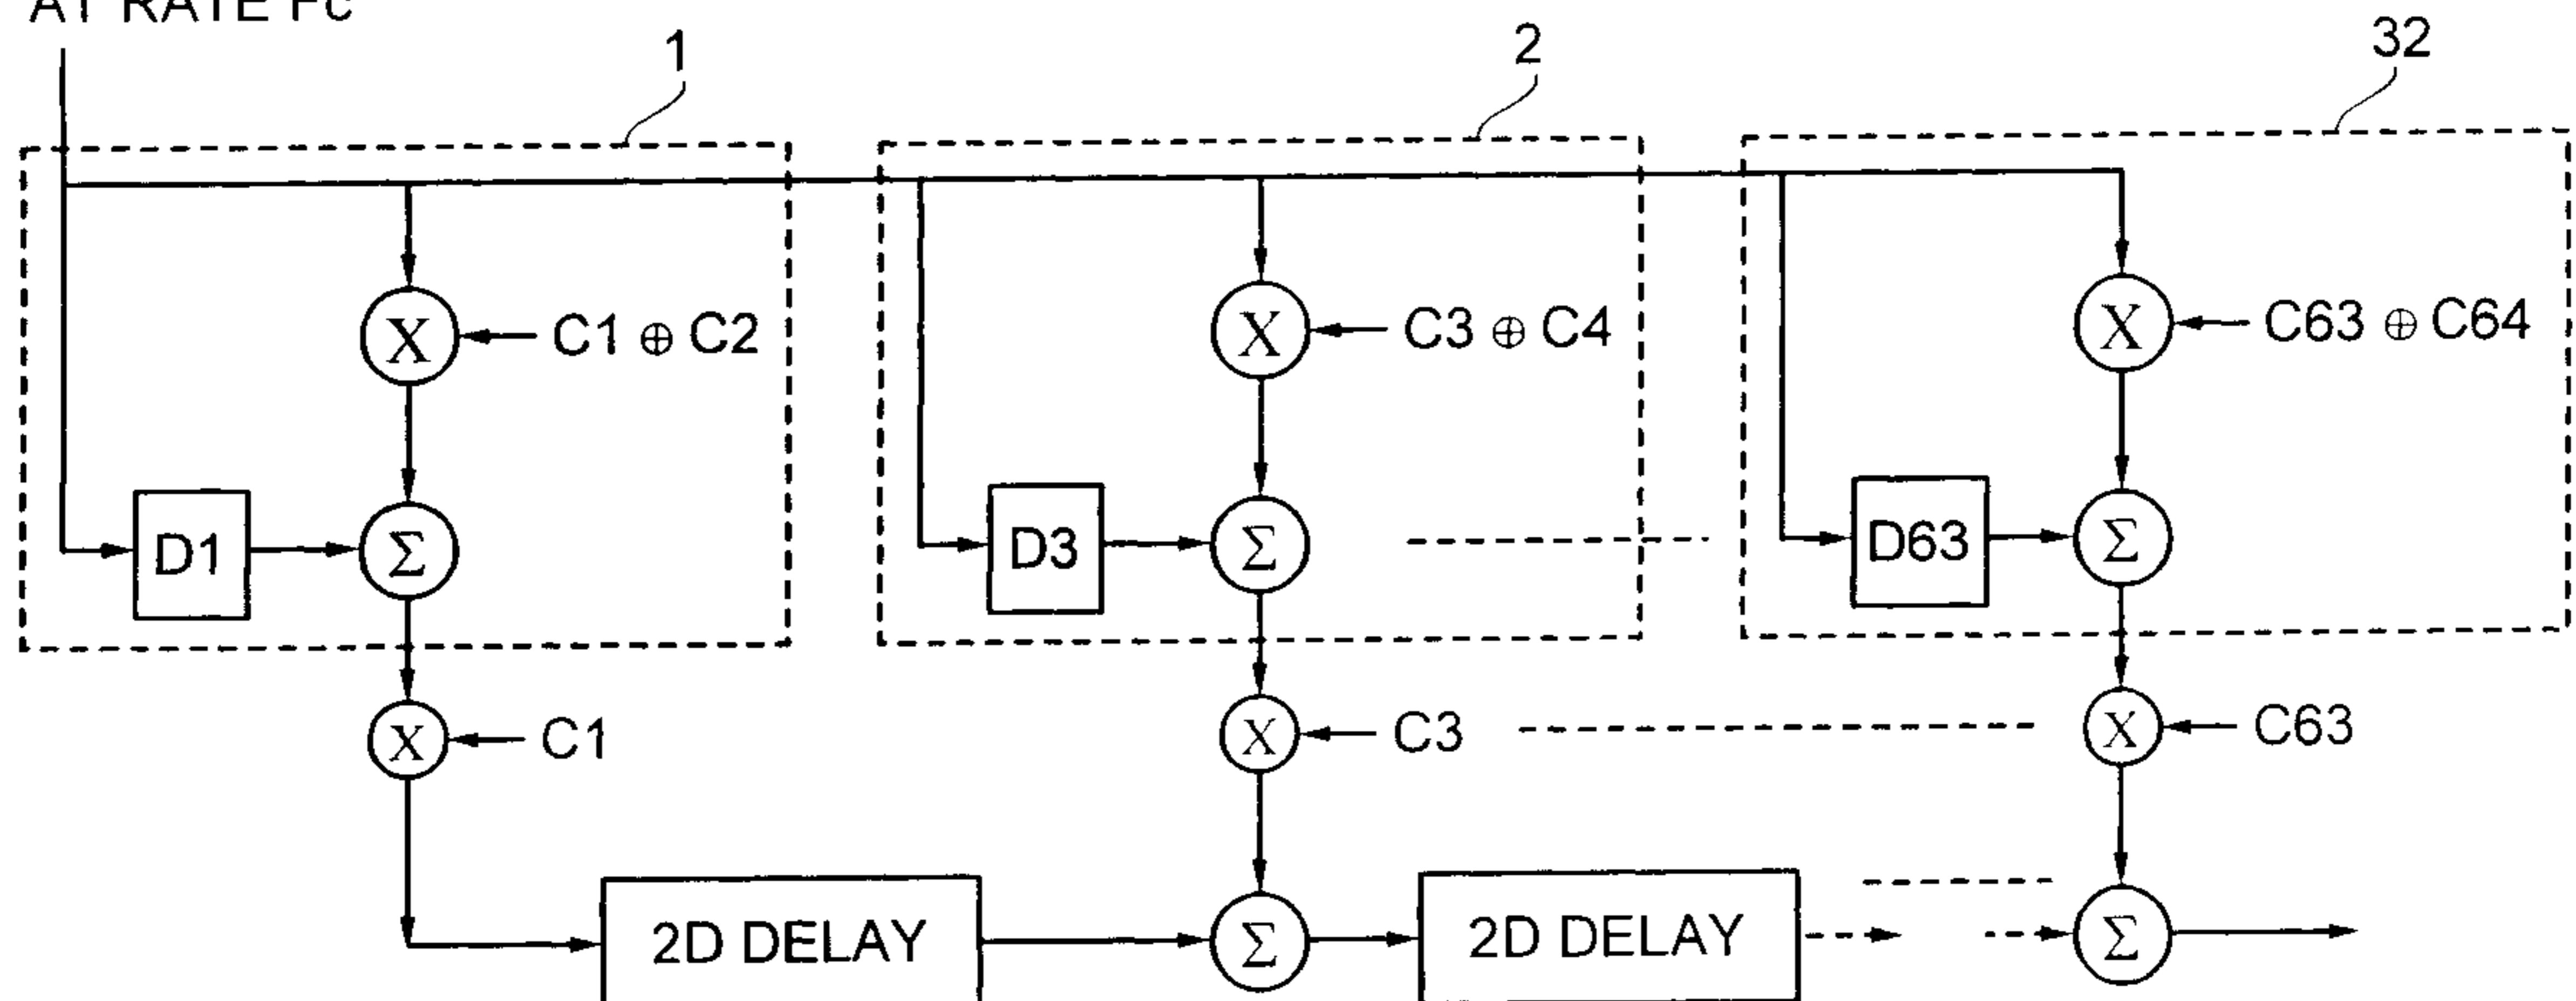 AT RATE Fc
1 2 32
X C1 ⊕ C2 X C3 ⊕ C4 X C63 ⊕ C64
D1 Σ D3 Σ D63 Σ
X C1 X C3 X C63
2D DELAY Σ 2D DELAY Σ